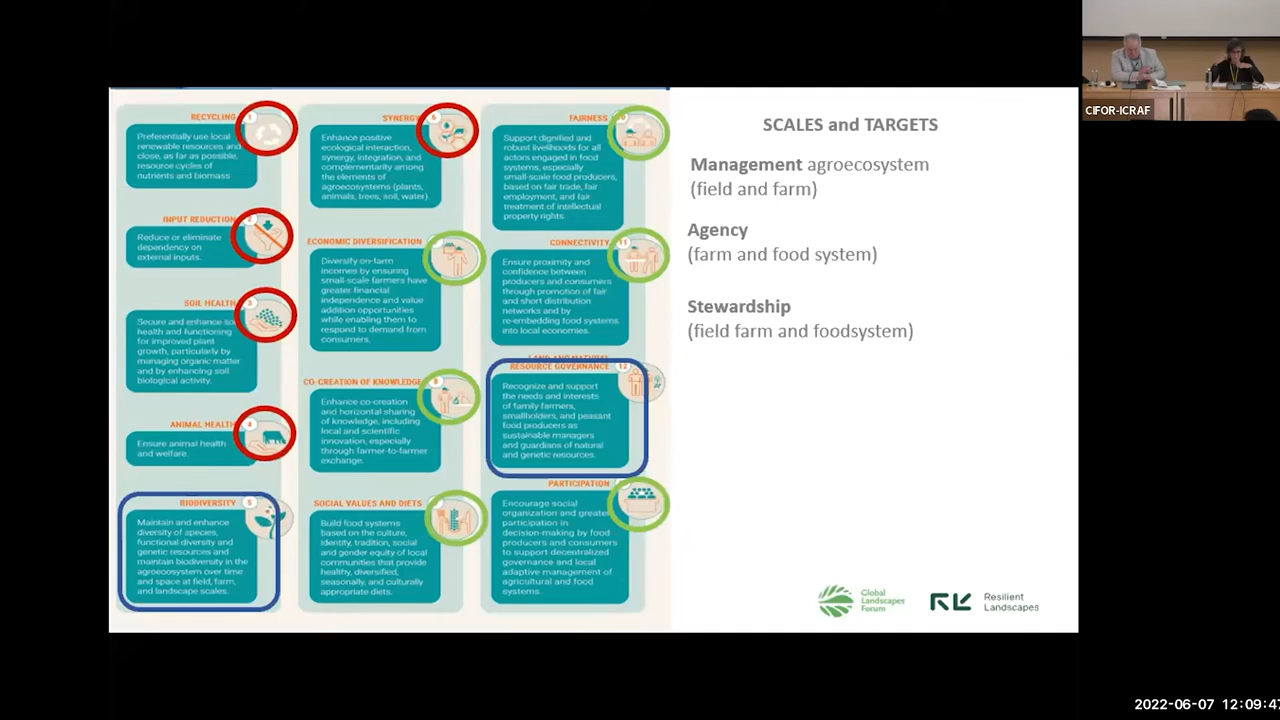 RECYCLING
1
Preferentially use local
renewable resources and
close, as far as possible,
resource cycles of
nutrients and biomass
INPUT REDUCTION
2
Reduce or eliminate
dependency on
external inputs.
SOIL HEALTH
3
Secure and enhance soil
health and functioning
for improved plant
growth, particularly by
managing organic matter
and by enhancing soil
biological activity.
ANIMAL HEALTH
4
Ensure animal health
and welfare.
BIODIVERSITY
5
Maintain and enhance
diversity of species,
functional diversity and
genetic resources and
maintain biodiversity in the
agroecosystem over time
and space at field, farm,
and landscape scales.
SYNERGY
Enhance positive
ecological interaction,
synergy, integration, and
complementarity among
the elements of
agroecosystems (plants,
animals, trees, soil, water).
ECONOMIC DIVERSIFICATION
Diversify on-farm
incomes by ensuring
small-scale farmers have
greater financial
independence and value
addition opportunities
while enabling them to
respond to demand from
consumers.
CO-CREATION OF KNOWLEDGE
8
Enhance co-creation
and horizontal sharing
of knowledge, including
local and scientific
innovation, especially
through farmer-to-farmer
exchange.
SOCIAL VALUES AND DIETS
Build food systems
based on the culture,
identity, tradition, social
and gender equity of local
communities that provide
healthy, diversified,
seasonally, and culturally
appropriate diets.
FAIRNESS
Support dignified and
robust livelihoods for all
actors engaged in food
systems, especially
small-scale food producers,
based on fair trade, fair
employment, and fair
treatment of intellectual
property rights.
CONNECTIVITY
11
Ensure proximity and
confidence between
producers and consumers
through promotion of fair
and short distribution
networks and by
re-embedding food systems
into local economies.
LAND AND NATURAL
RESOURCE GOVERNANCE
12
Recognize and support
the needs and interests
of family farmers,
smallholders, and peasant
food producers as
sustainable managers
and guardians of natural
and genetic resources.
PARTICIPATION
Encourage social
organization and greater
participation in
decision-making by food
producers and consumers
to support decentralized
governance and local
adaptive management of
agricultural and food
systems.
SCALES and TARGETS
Management agroecosystem
(field and farm)
Agency
(farm and food system)
Stewardship
(field farm and foodsystem)
Global
Landscapes
Forum
Resilient
Landscapes
CIFOR-ICRAF
2022-06-07 12:09:4